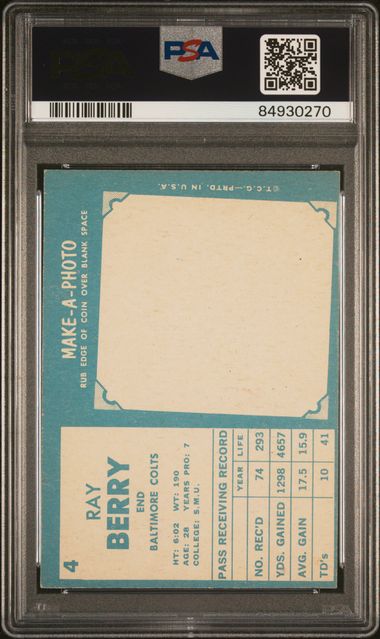 PSA
PSA
84930270
© T.C.G.—PRTD. IN U.S.A.
MAKE-A-PHOTO
RUB EDGE OF COIN OVER BLANK SPACE
4
RAY
BERRY
END
BALTIMORE COLTS
HT: 6:02 WT: 190
AGE: 28 YEARS PRO: 7
COLLEGE: S.M.U.
PASS RECEIVING RECORD
YEAR LIFE
NO. REC'D 74 293
YDS. GAINED 1298 4657
AVG. GAIN 17.5 15.9
TD's 10 41